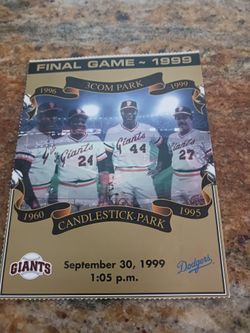 FINAL GAME ~ 1999
3COM PARK
1996
1999
Giants
24
Giants
44
Giants
27
1960
CANDLESTICK PARK
1995
GIANTS
September 30, 1999
Dodgers
1:05 p.m.